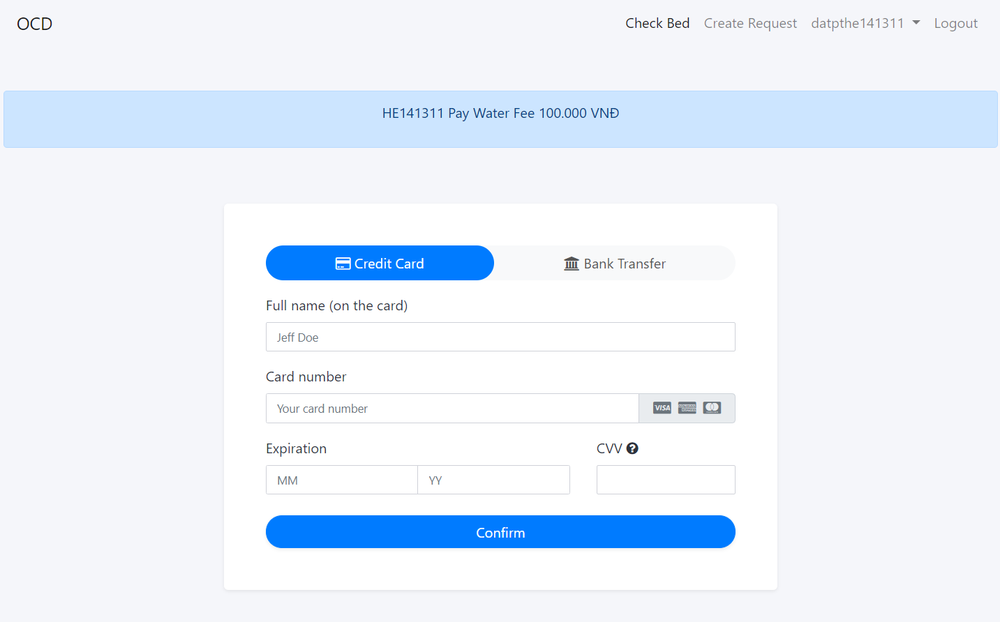 OCD Check Bed Create Request datpthe141311 Logout
HE141311 Pay Water Fee 100.000 VNĐ
Credit Card Bank Transfer
Full name (on the card)
Jeff Doe
Card number
Your card number VISA
Expiration CVV ?
MM YY
Confirm